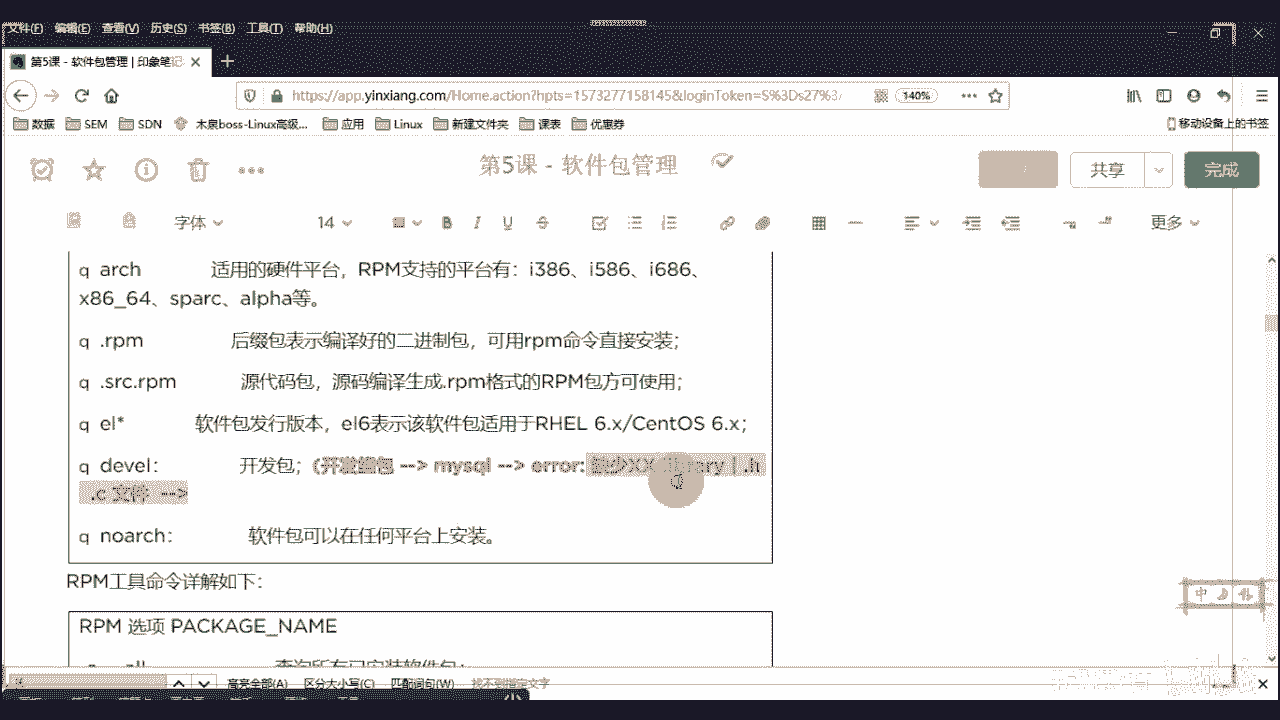 文件(F) 编辑(E) 查看(V) 历史(S) 书签(B) 工具(T) 帮助(H)
第5课 - 软件包管理 | 印象笔记
https://app.yinxiang.com/Home.action?hpts=1573277158145&loginToken=S%3Ds27%3
140%
数据 SEM SDN 木泉boss-Linux高级... 应用 Linux 新建文件夹 课表 优惠券 移动设备上的书签
第5课 - 软件包管理
共享 完成
字体 14 B I U S 更多
q arch 适用的硬件平台，RPM支持的平台有：i386、i586、i686、
x86_64、sparc、alpha等。
q .rpm 后缀包表示编译好的二进制包，可用rpm命令直接安装；
q .src.rpm 源代码包，源码编译生成.rpm格式的RPM包方可使用；
q el* 软件包发行版本，el6表示该软件包适用于RHEL 6.x/CentOS 6.x；
q devel： 开发包；(开发组包 --> mysql --> error: | .h
.c 文件 -->
q noarch： 软件包可以在任何平台上安装。
RPM工具命令详解如下：
RPM 选项 PACKAGE_NAME
查询所有已安装软件包；
高亮全部(A) 区分大小写(C) 匹配词句(W) 找不到指定文字
中